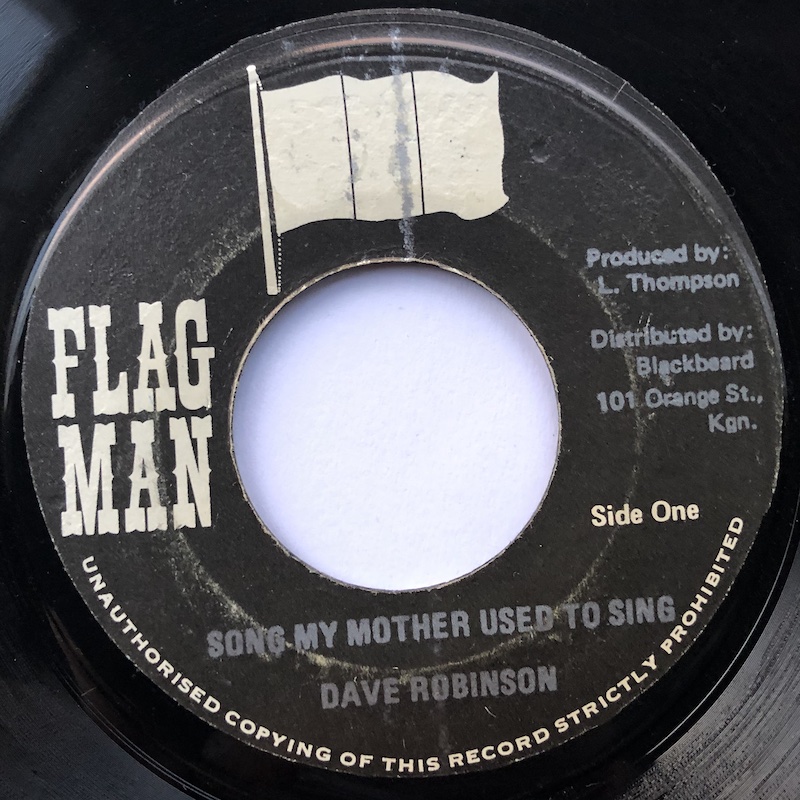 FLAG
MAN
Produced by:
L. Thompson
Distributed by:
Blackbeard
101 Orange St.,
Kgn.
Side One
SONG MY MOTHER USED TO SING
DAVE ROBINSON
UNAUTHORISED COPYING OF THIS RECORD STRICTLY PROHIBITED